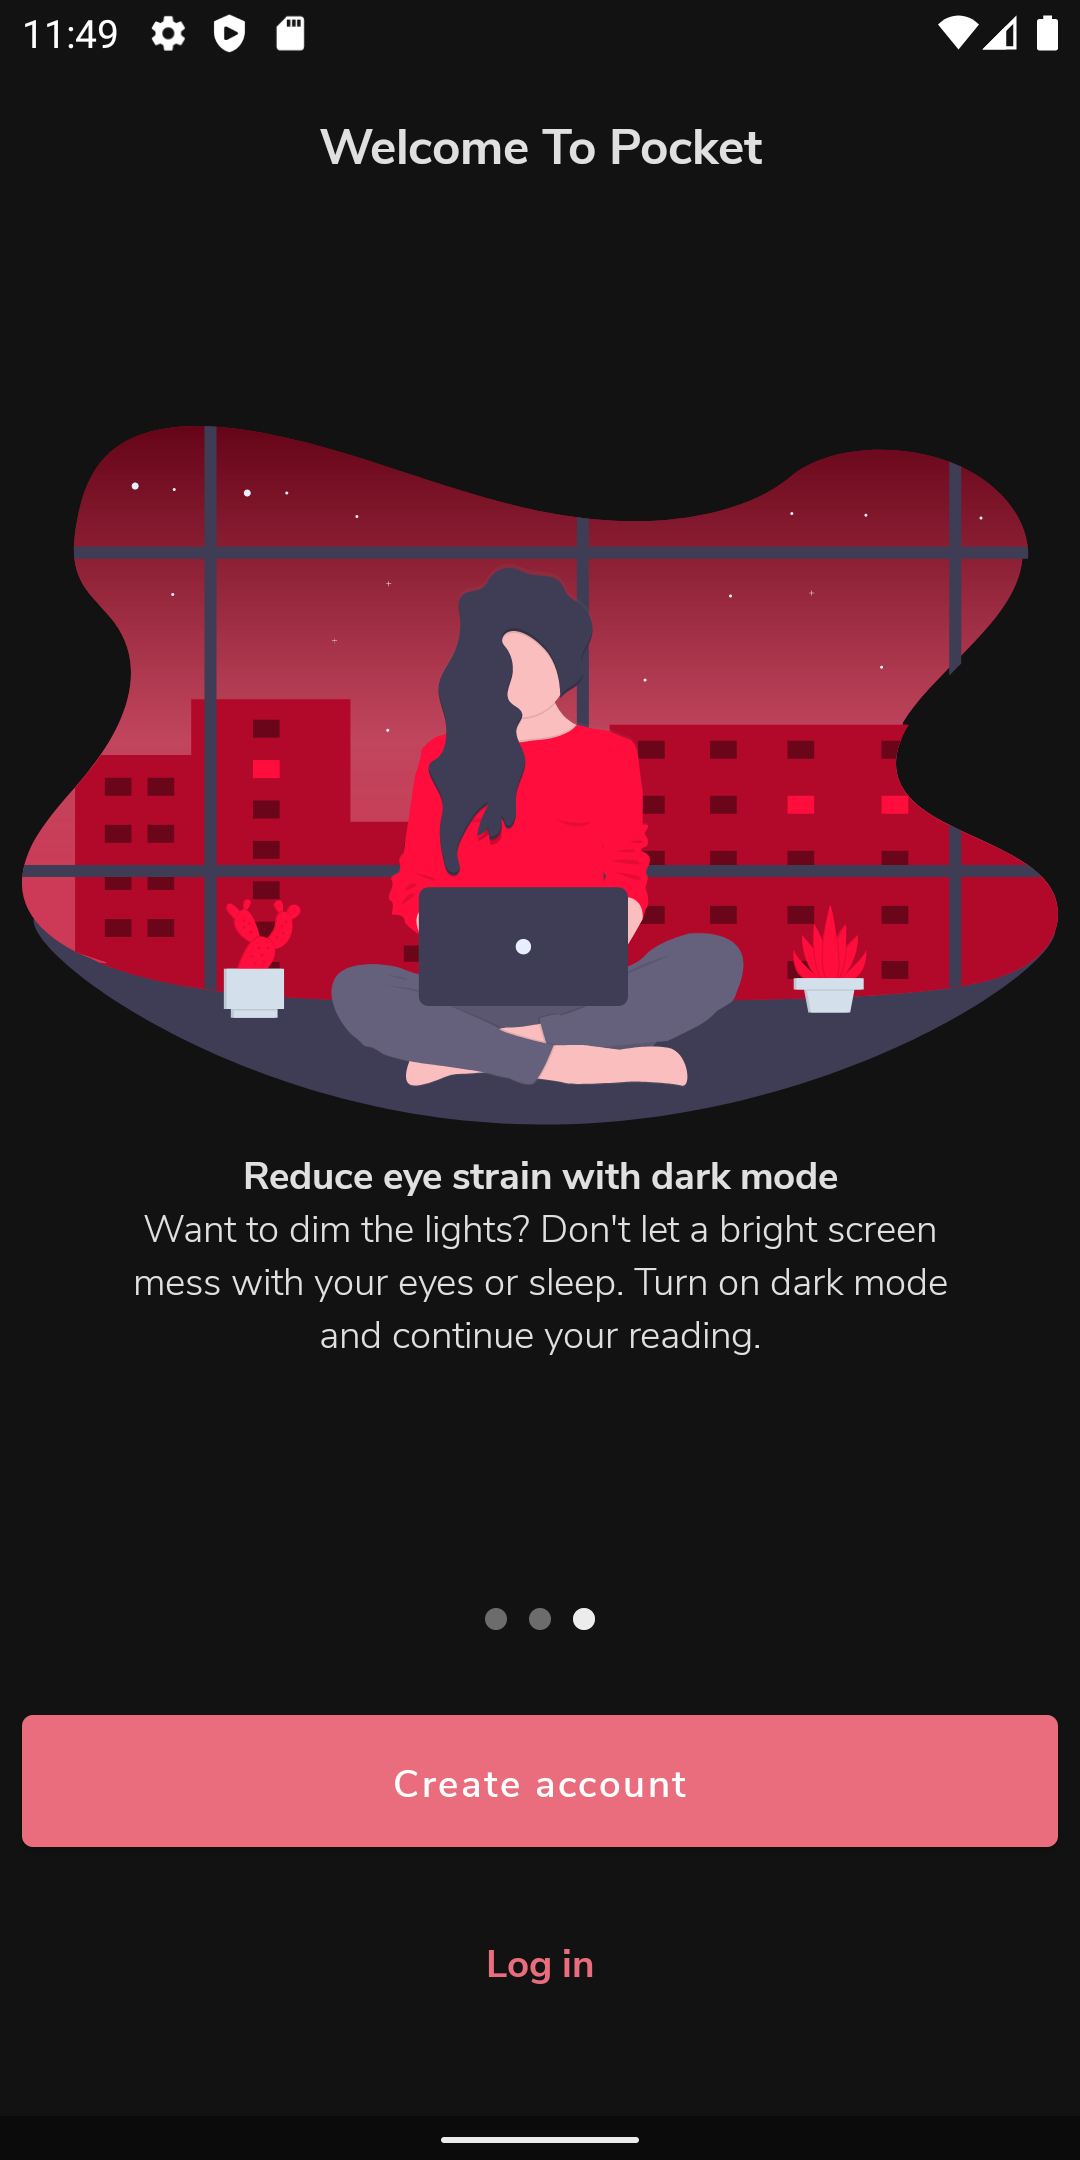 11:49
Welcome To Pocket
Reduce eye strain with dark mode
Want to dim the lights? Don't let a bright screen
mess with your eyes or sleep. Turn on dark mode
and continue your reading.
Create account
Log in